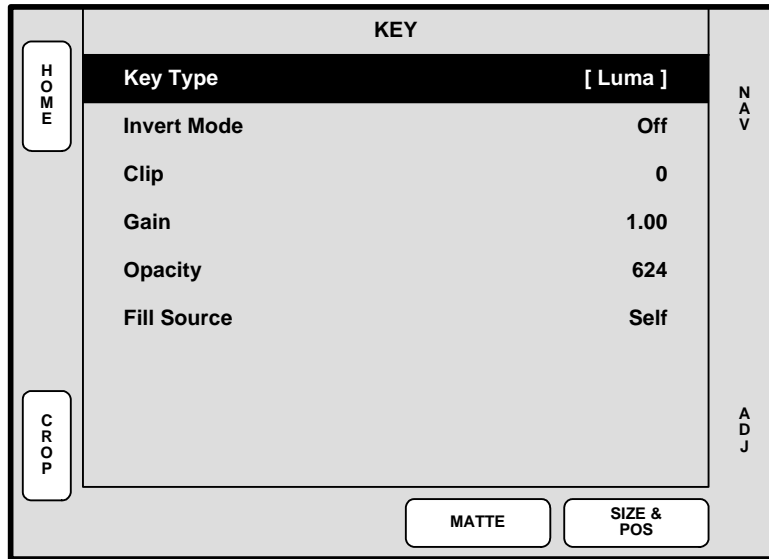 KEY
HOME
Key Type [ Luma ]
NAV
Invert Mode Off
Clip 0
Gain 1.00
Opacity 624
Fill Source Self
CROP
ADJ
MATTE
SIZE &
POS